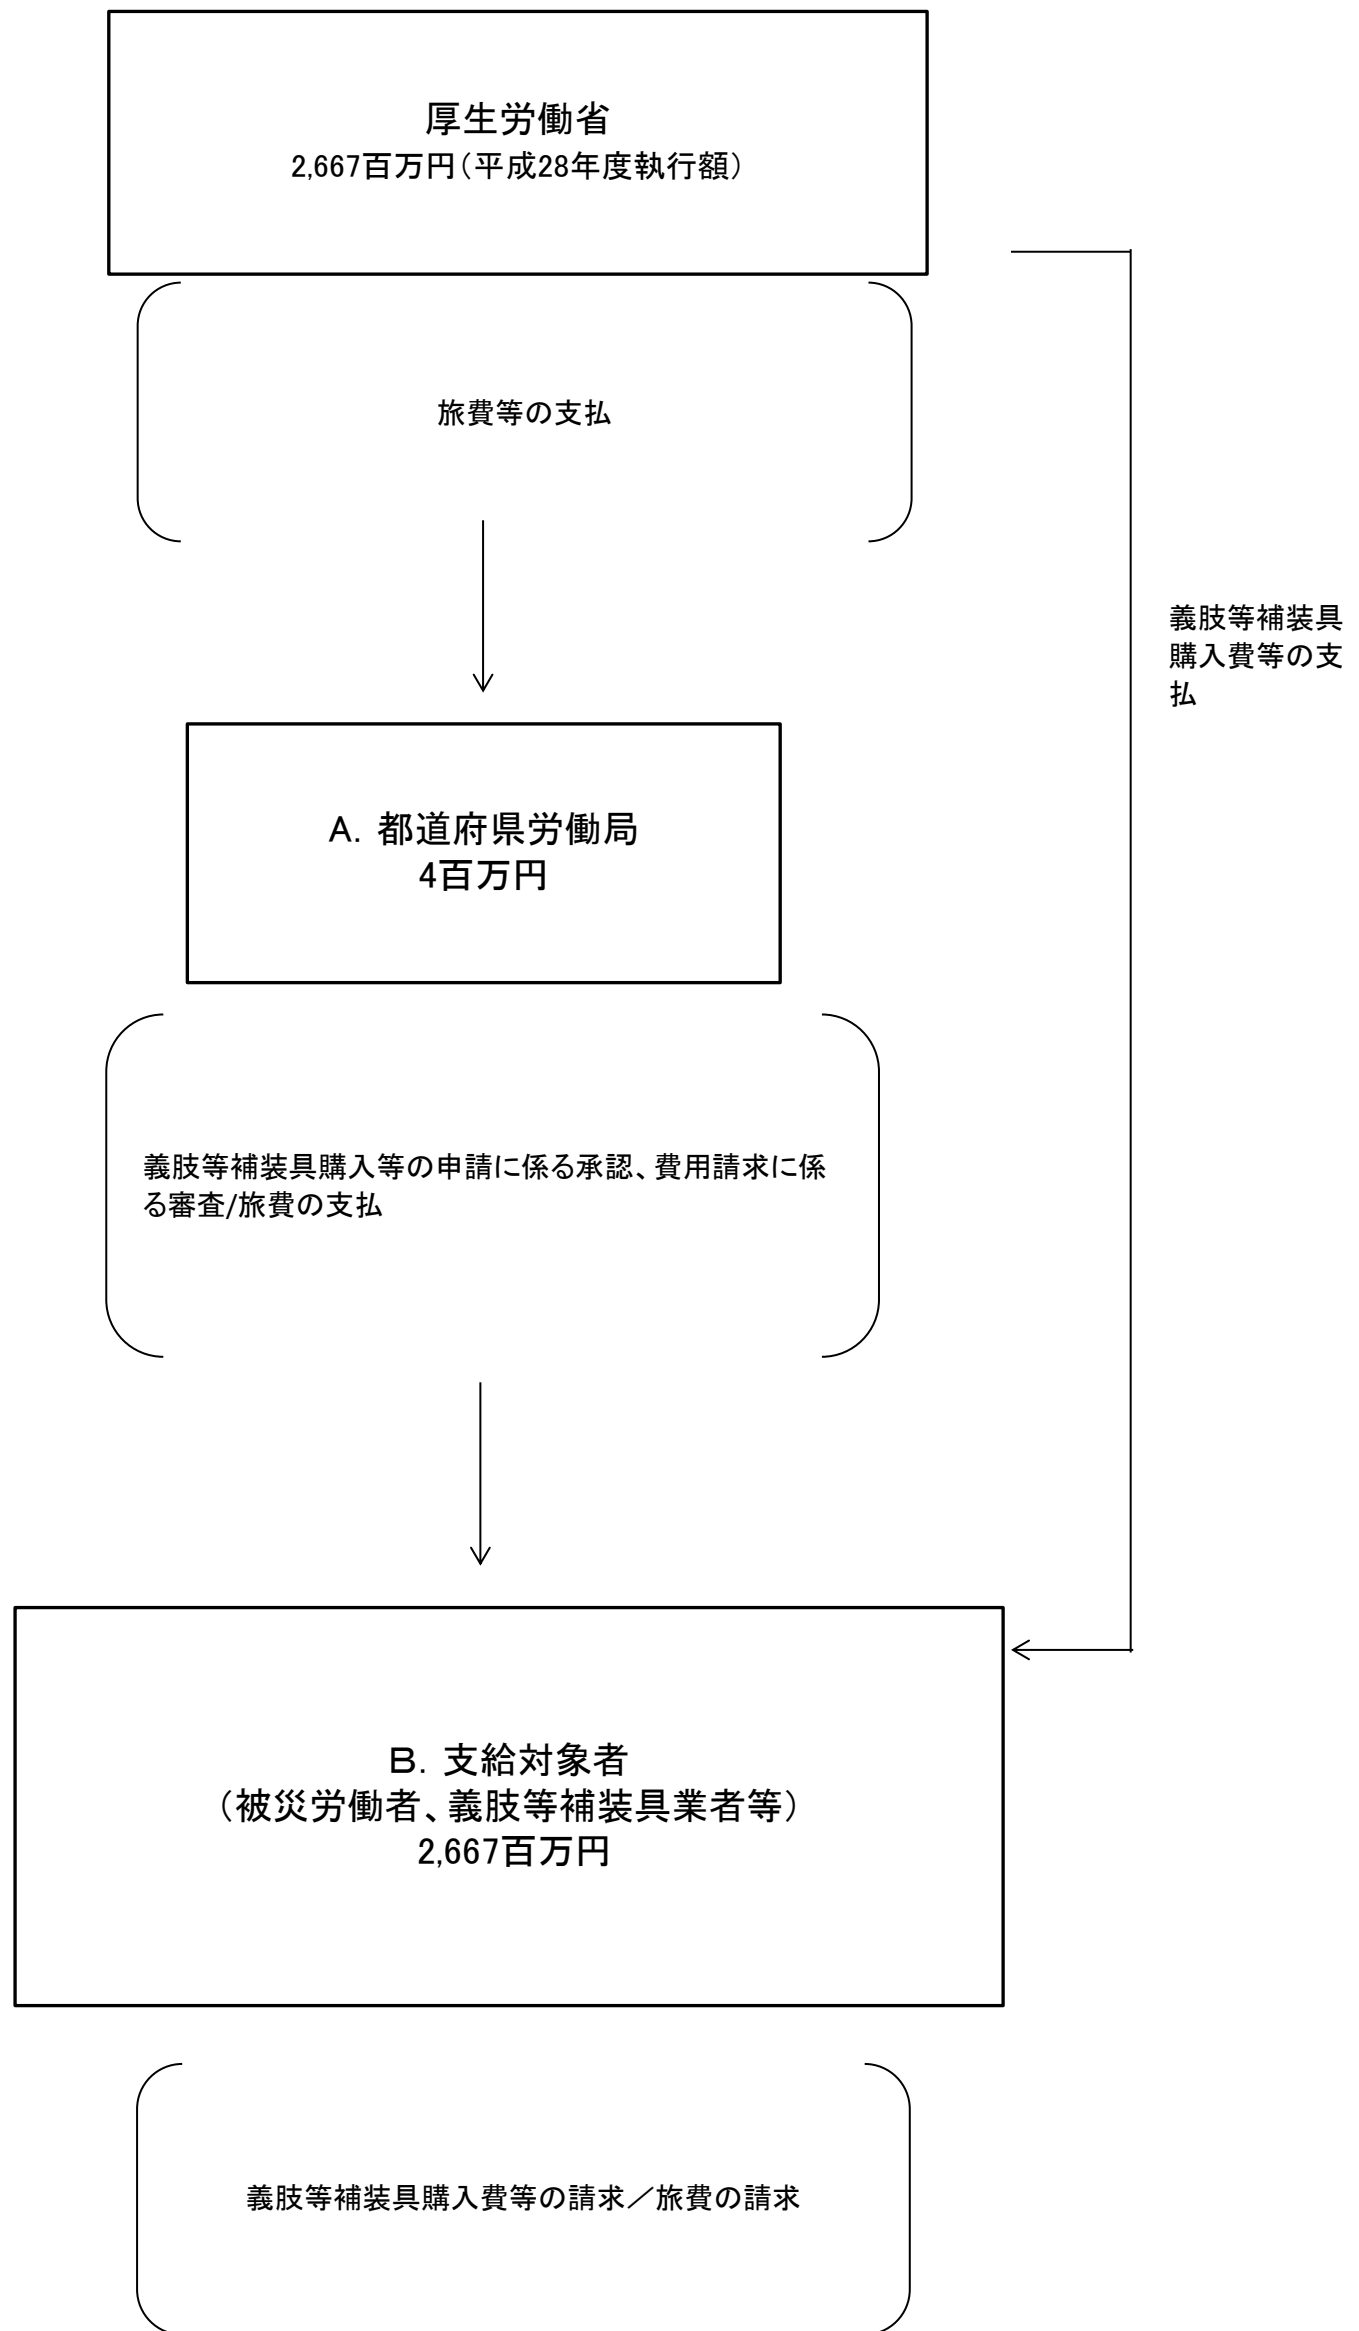 厚生労働省
2,667百万円（平成28年度執行額）
旅費等の支払
義肢等補装具
購入費等の支
払
A．都道府県労働局
4百万円
義肢等補装具購入等の申請に係る承認、費用請求に係
る審査/旅費の支払
B．支給対象者
（被災労働者、義肢等補装具業者等）
2,667百万円
義肢等補装具購入費等の請求／旅費の請求